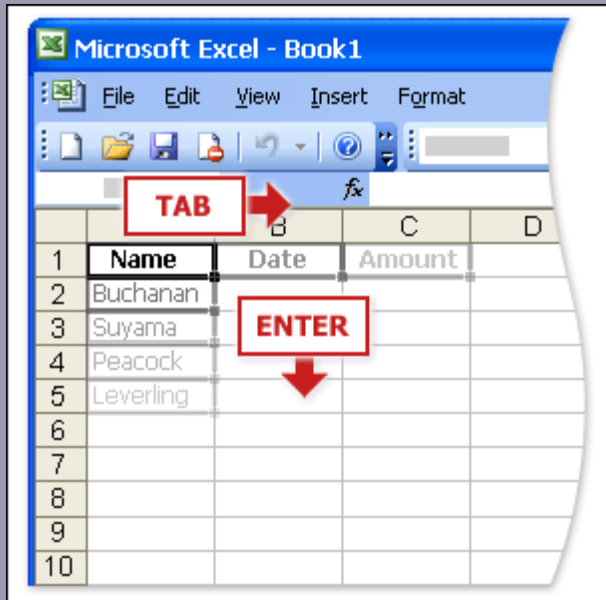 Microsoft Excel - Book1
File Edit View Insert Format
TAB
fx
B C D
1 Name Date Amount
2 Buchanan
3 Suyama
ENTER
4 Peacock
5 Leverling
6
7
8
9
10